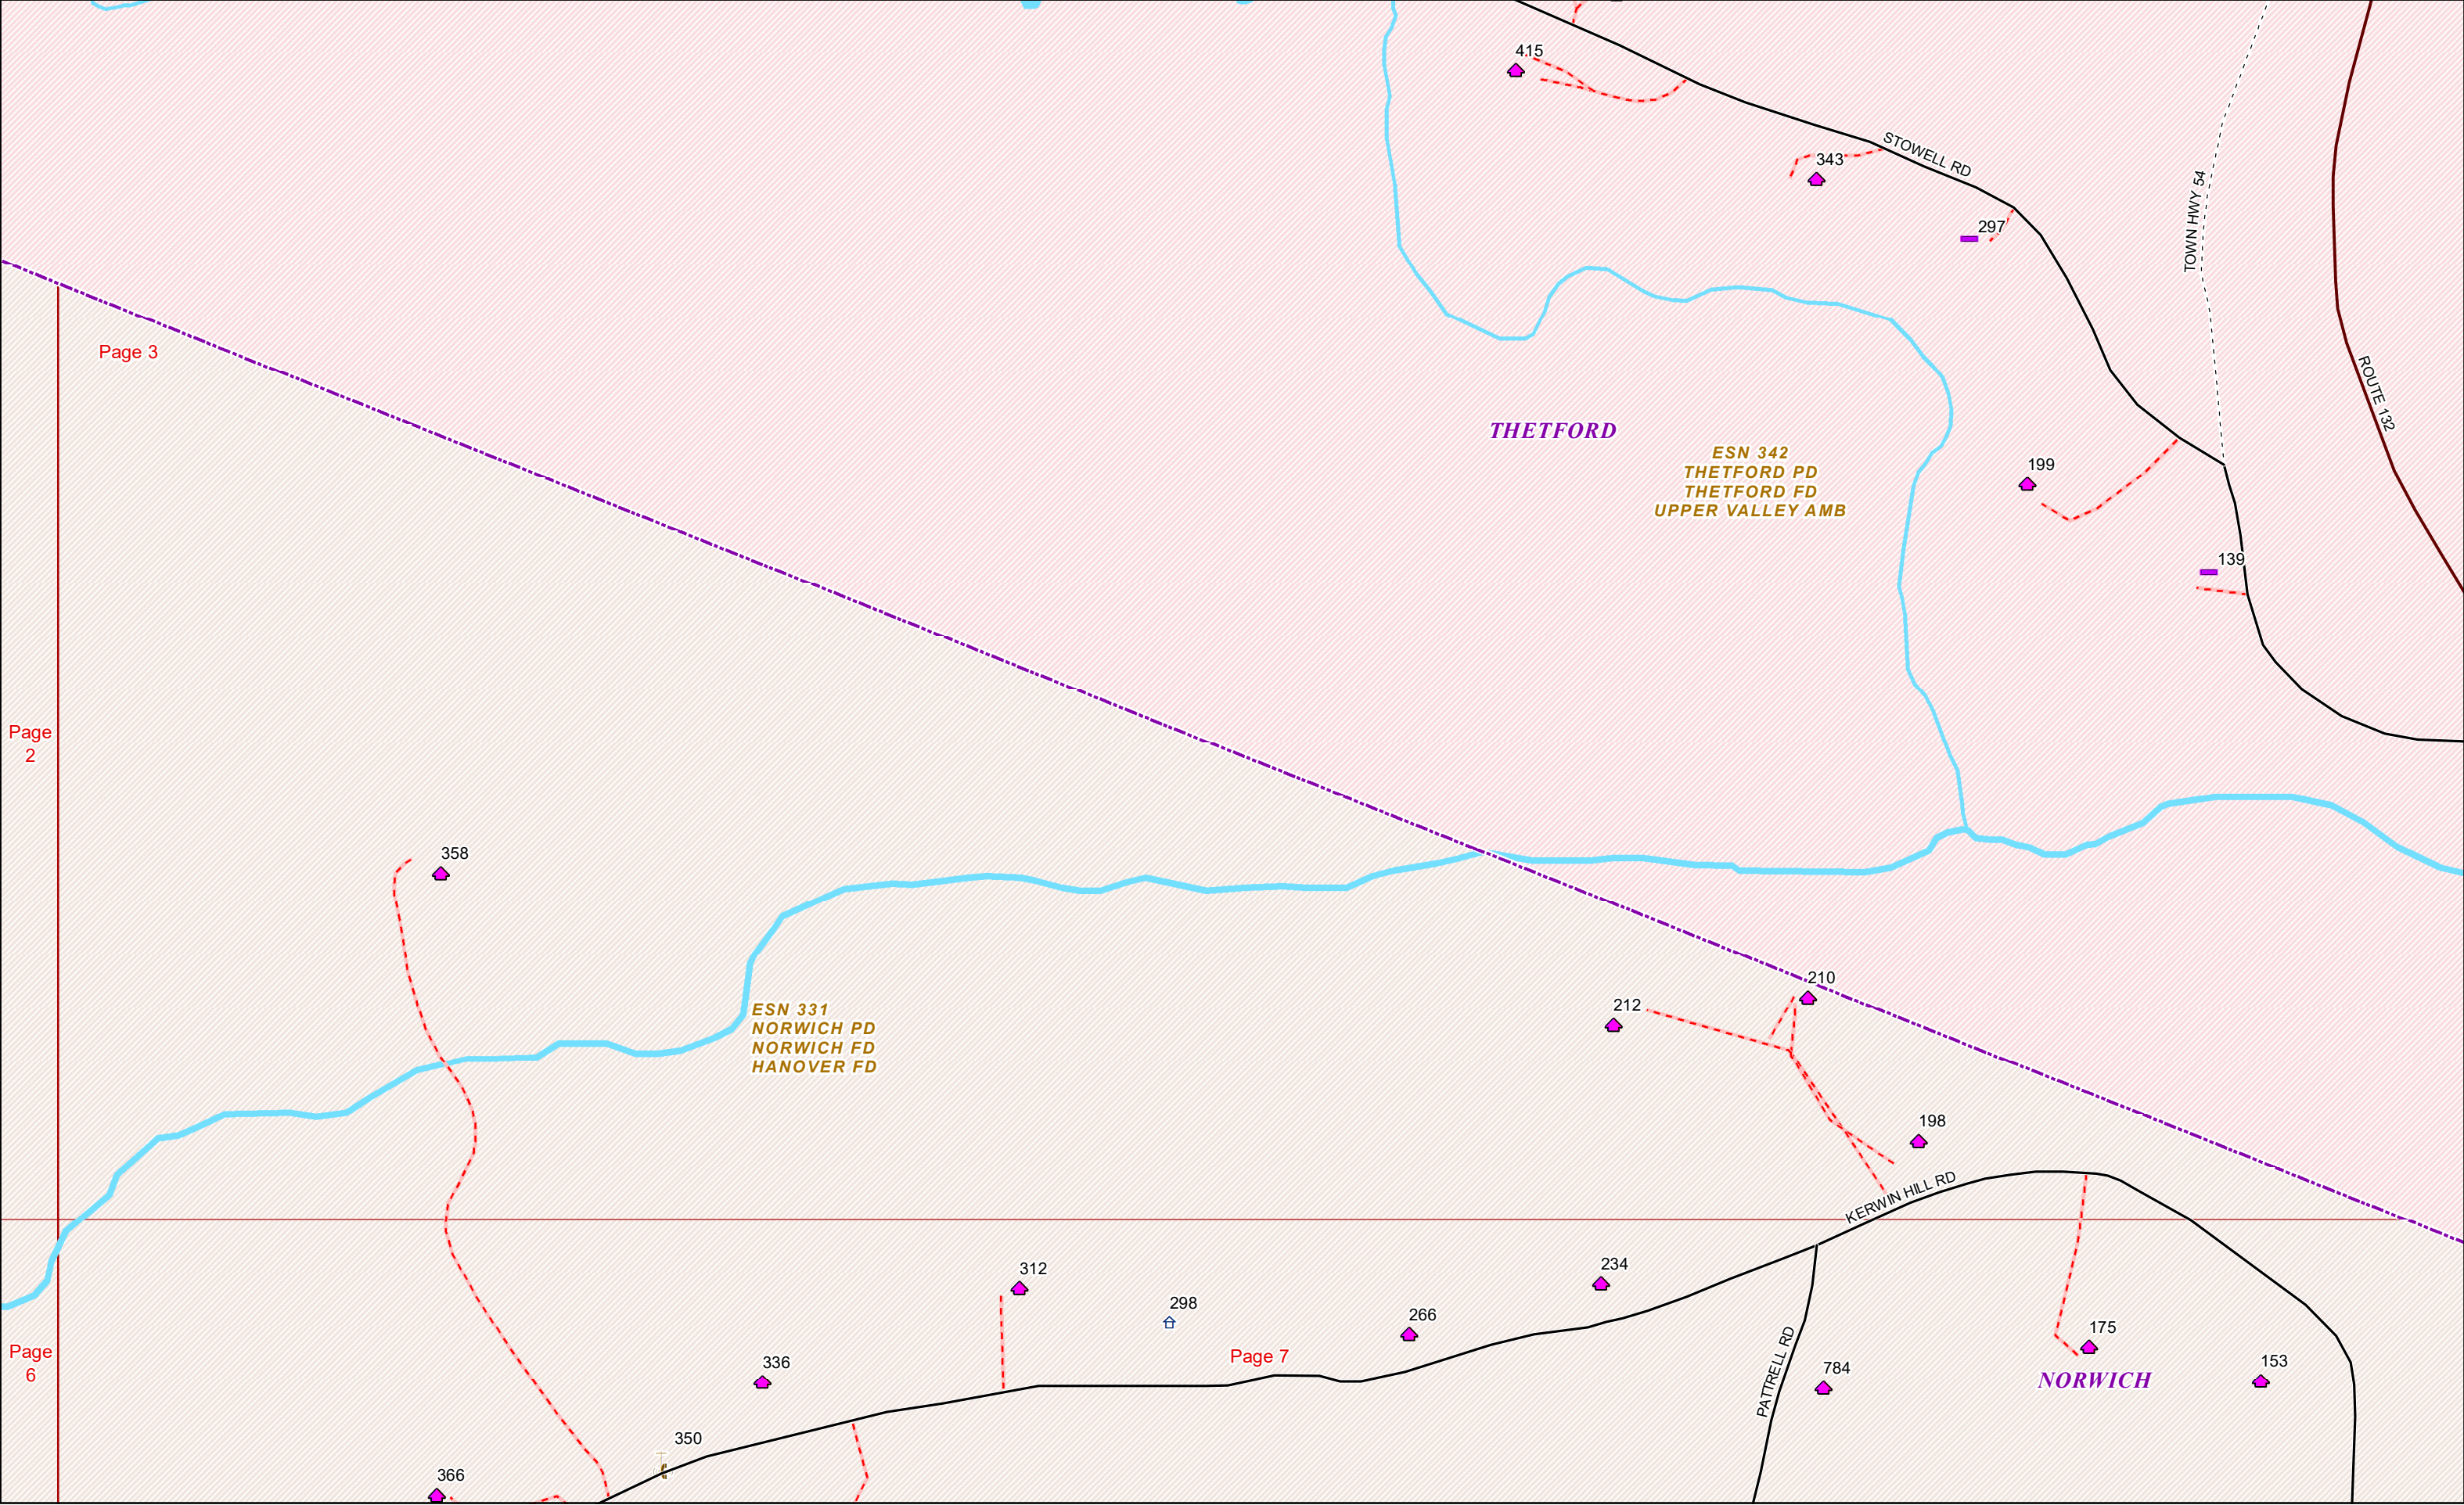 415
STOWELL RD
343
297
TOWN HWY 54
Page 3
ROUTE 132
THETFORD
ESN 342
THETFORD PD
THETFORD FD
UPPER VALLEY AMB
199
139
Page
2
358
210
212
ESN 331
NORWICH PD
NORWICH FD
HANOVER FD
198
KERWIN HILL RD
312
234
298
266
Page
6
Page 7
336
PATTRELL RD
784
175
NORWICH
153
350
366